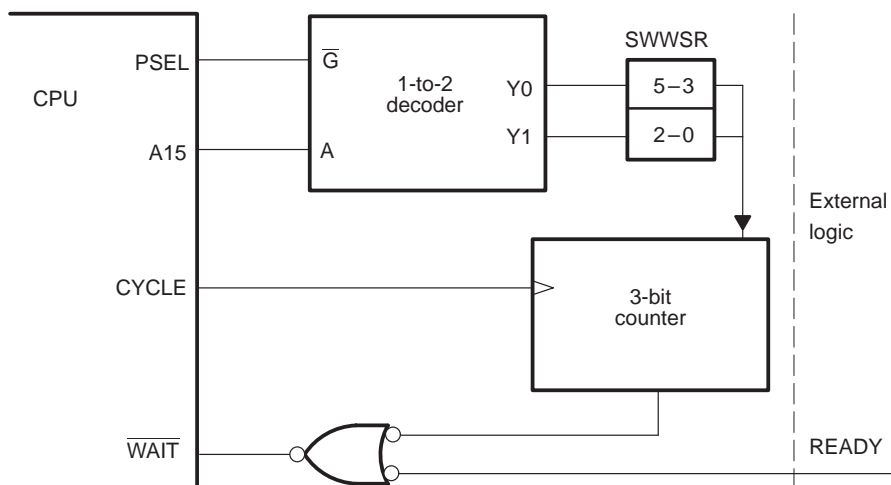 SWWSR
PSEL
G̅
1-to-2
decoder
Y0
5–3
CPU
A15
A
Y1
2–0
External
logic
CYCLE
3-bit
counter
W̅A̅I̅T̅
READY